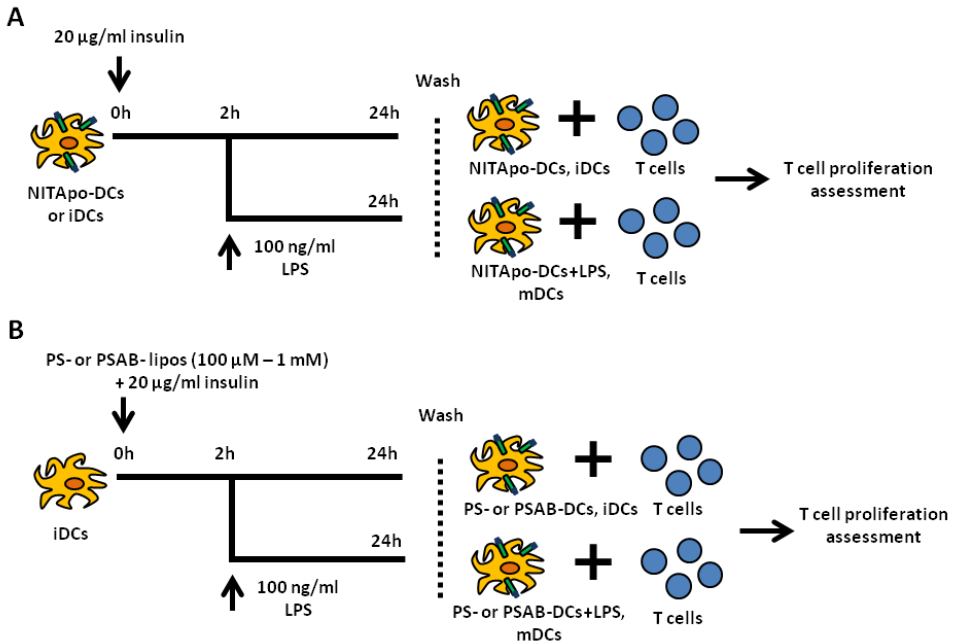 A
20 µg/ml insulin
0h
2h
24h
NITApo-DCs
or iDCs
24h
100 ng/ml
LPS
Wash
NITApo-DCs, iDCs
T cells
NITApo-DCs+LPS,
mDCs
T cells
T cell proliferation
assessment
B
PS- or PSAB- lipos (100 µM – 1 mM)
+ 20 µg/ml insulin
0h
2h
24h
iDCs
24h
100 ng/ml
LPS
Wash
PS- or PSAB-DCs, iDCs
T cells
PS- or PSAB-DCs+LPS,
mDCs
T cells
T cell proliferation
assessment